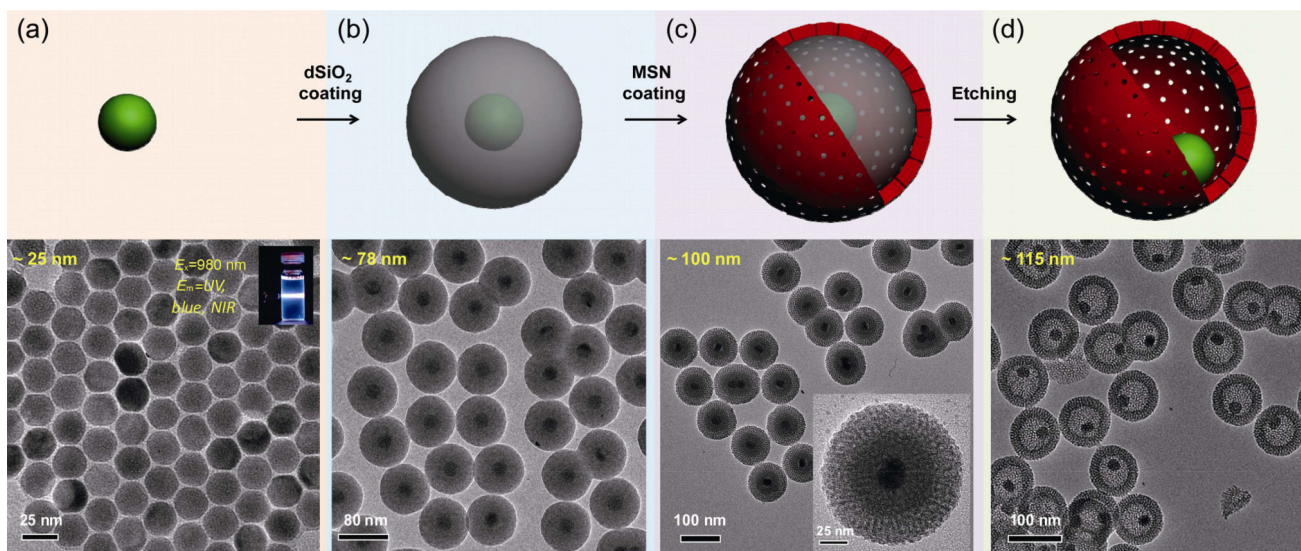 (a)
dSiO₂
coating
(b)
MSN
coating
(c)
Etching
(d)
~ 25 nm
Eₓ=980 nm
Eₘ=UV,
blue, NIR
25 nm
~ 78 nm
80 nm
~ 100 nm
100 nm
25 nm
~ 115 nm
100 nm